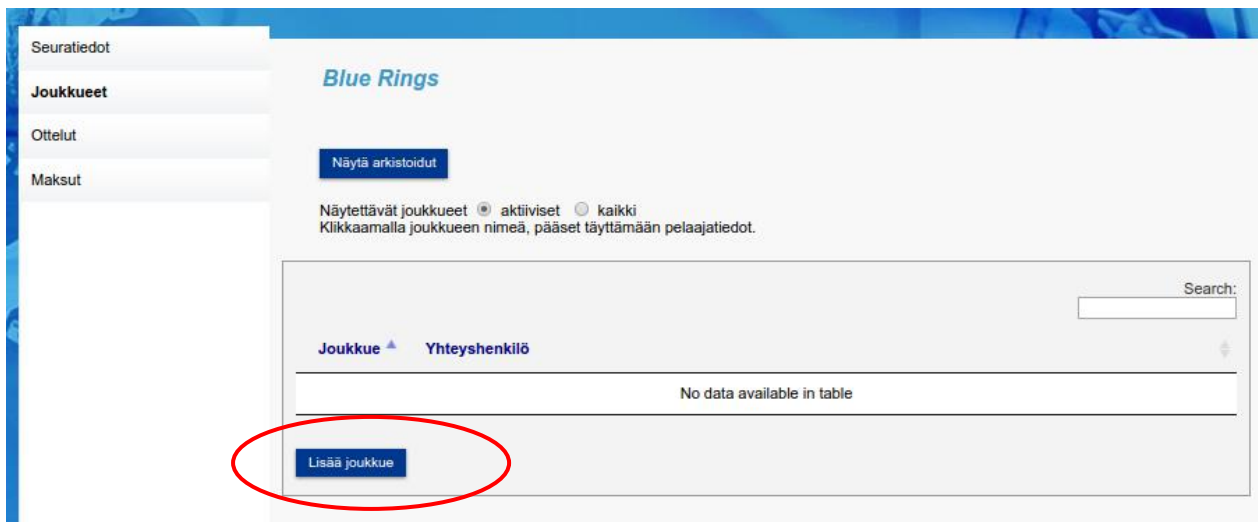 Seuratiedot
Joukkueet
Ottelut
Maksut
Blue Rings
Näytä arkistoidut
Näytettävät joukkueet aktiiviset kaikki
Klikkaamalla joukkueen nimeä, pääset täyttämään pelaajatiedot.
Search:
Joukkue Yhteyshenkilö
No data available in table
Lisää joukkue